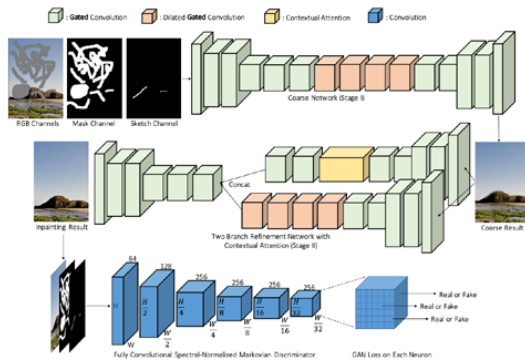 : Gated Convolution
: Dilated Gated Convolution
: Contextual Attention
: Convolution
RGB Channels
Mask Channel
Sketch Channel
Coarse Network (Stage I)
Concat
Inpainting Result
Two Branch Refinement Network with
Contextual Attention (Stage II)
Coarse Result
64
128
256
256
256
256
H
H/2
H/4
H/8
H/16
H/32
W
W/2
W/4
W/8
W/16
W/32
Real or Fake
Real or Fake
Real or Fake
Fully Convolutional Spectral-Normalized Markovian Discriminator
GAN Loss on Each Neuron